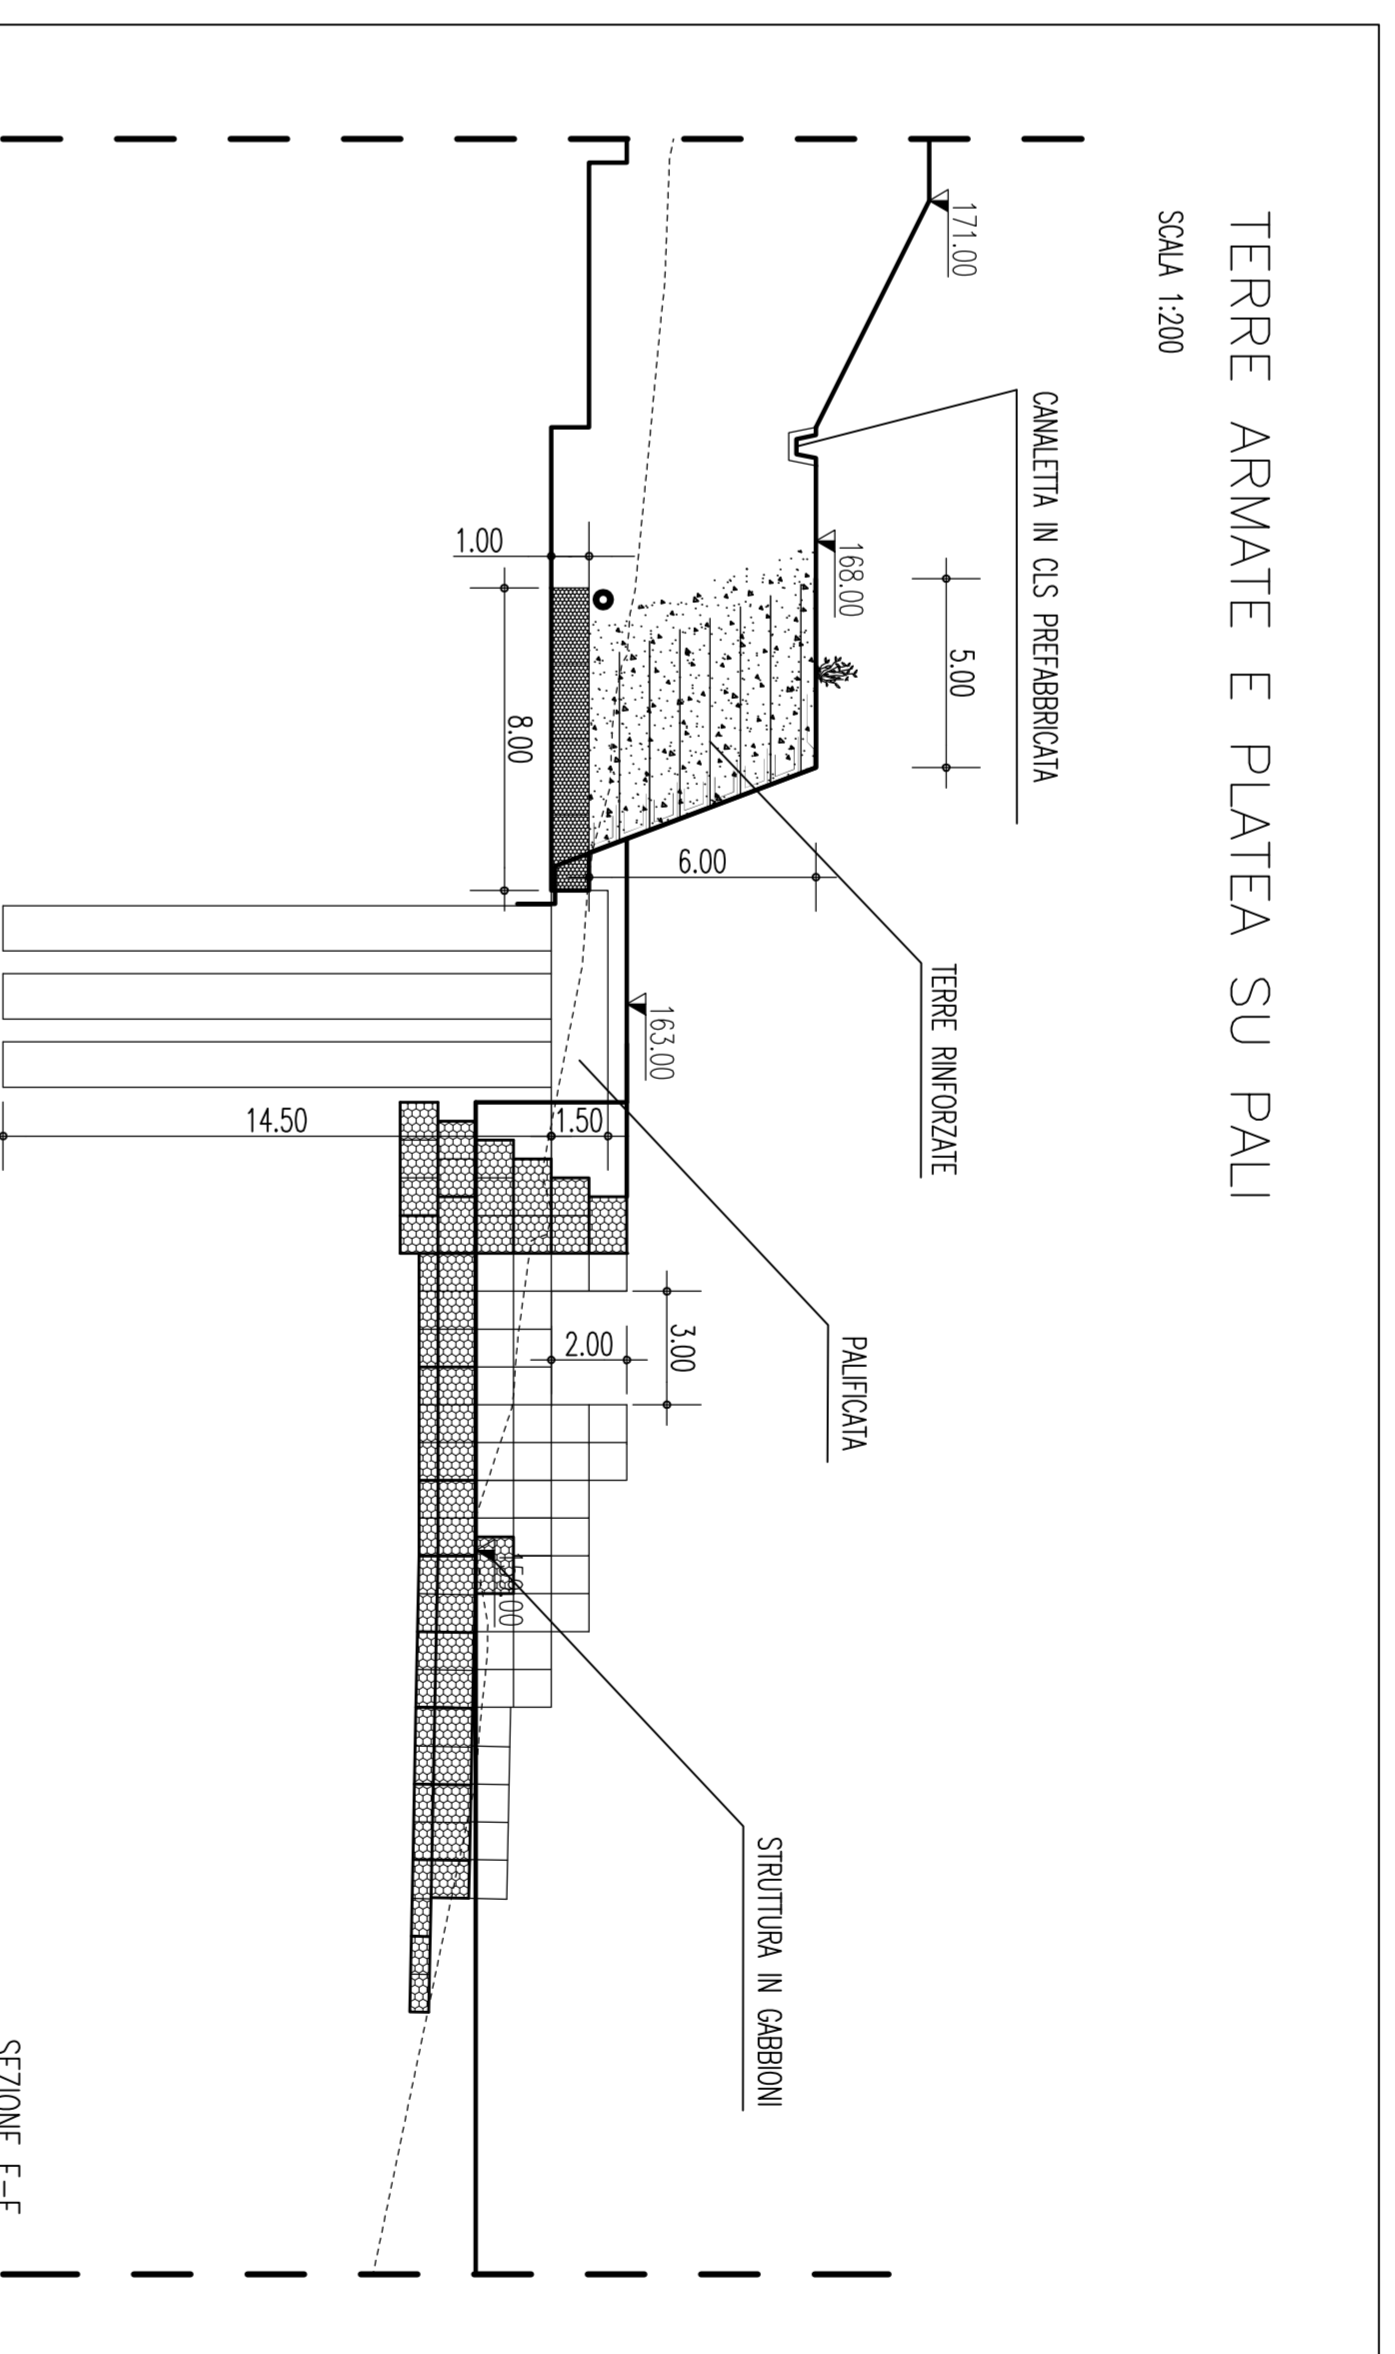 TERRE ARMATE E PLATEA SU PALI
SCALA 1:200
CANALETTA IN CLS PREFABBRICATA
171.00
168.00
5.00
TERRE RINFORZATE
1.00
8.00
6.00
163.00
PALIFICATA
14.50
1.50
3.00
2.00
STRUTTURA IN GABBIONI